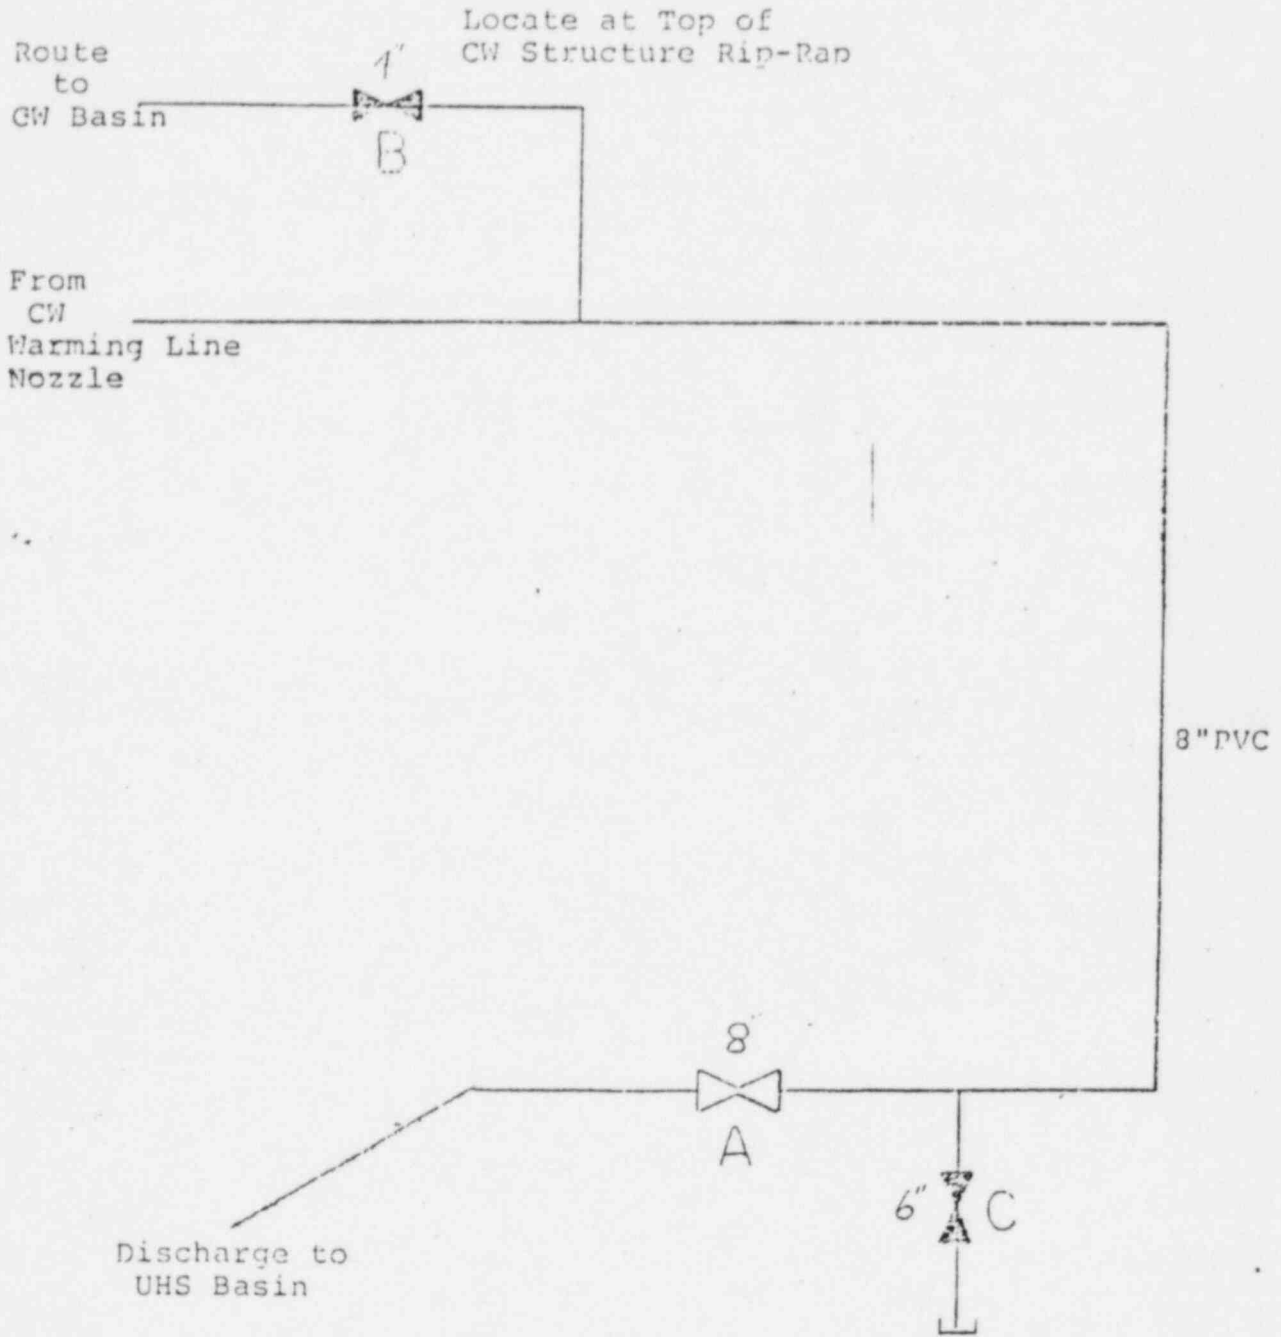 Locate at Top of
CW Structure Rip-Rap
Route
to
CW Basin
B
From
CW
Warming Line
Nozzle
8"PVC
8"
A
6"
C
Discharge to
UHS Basin